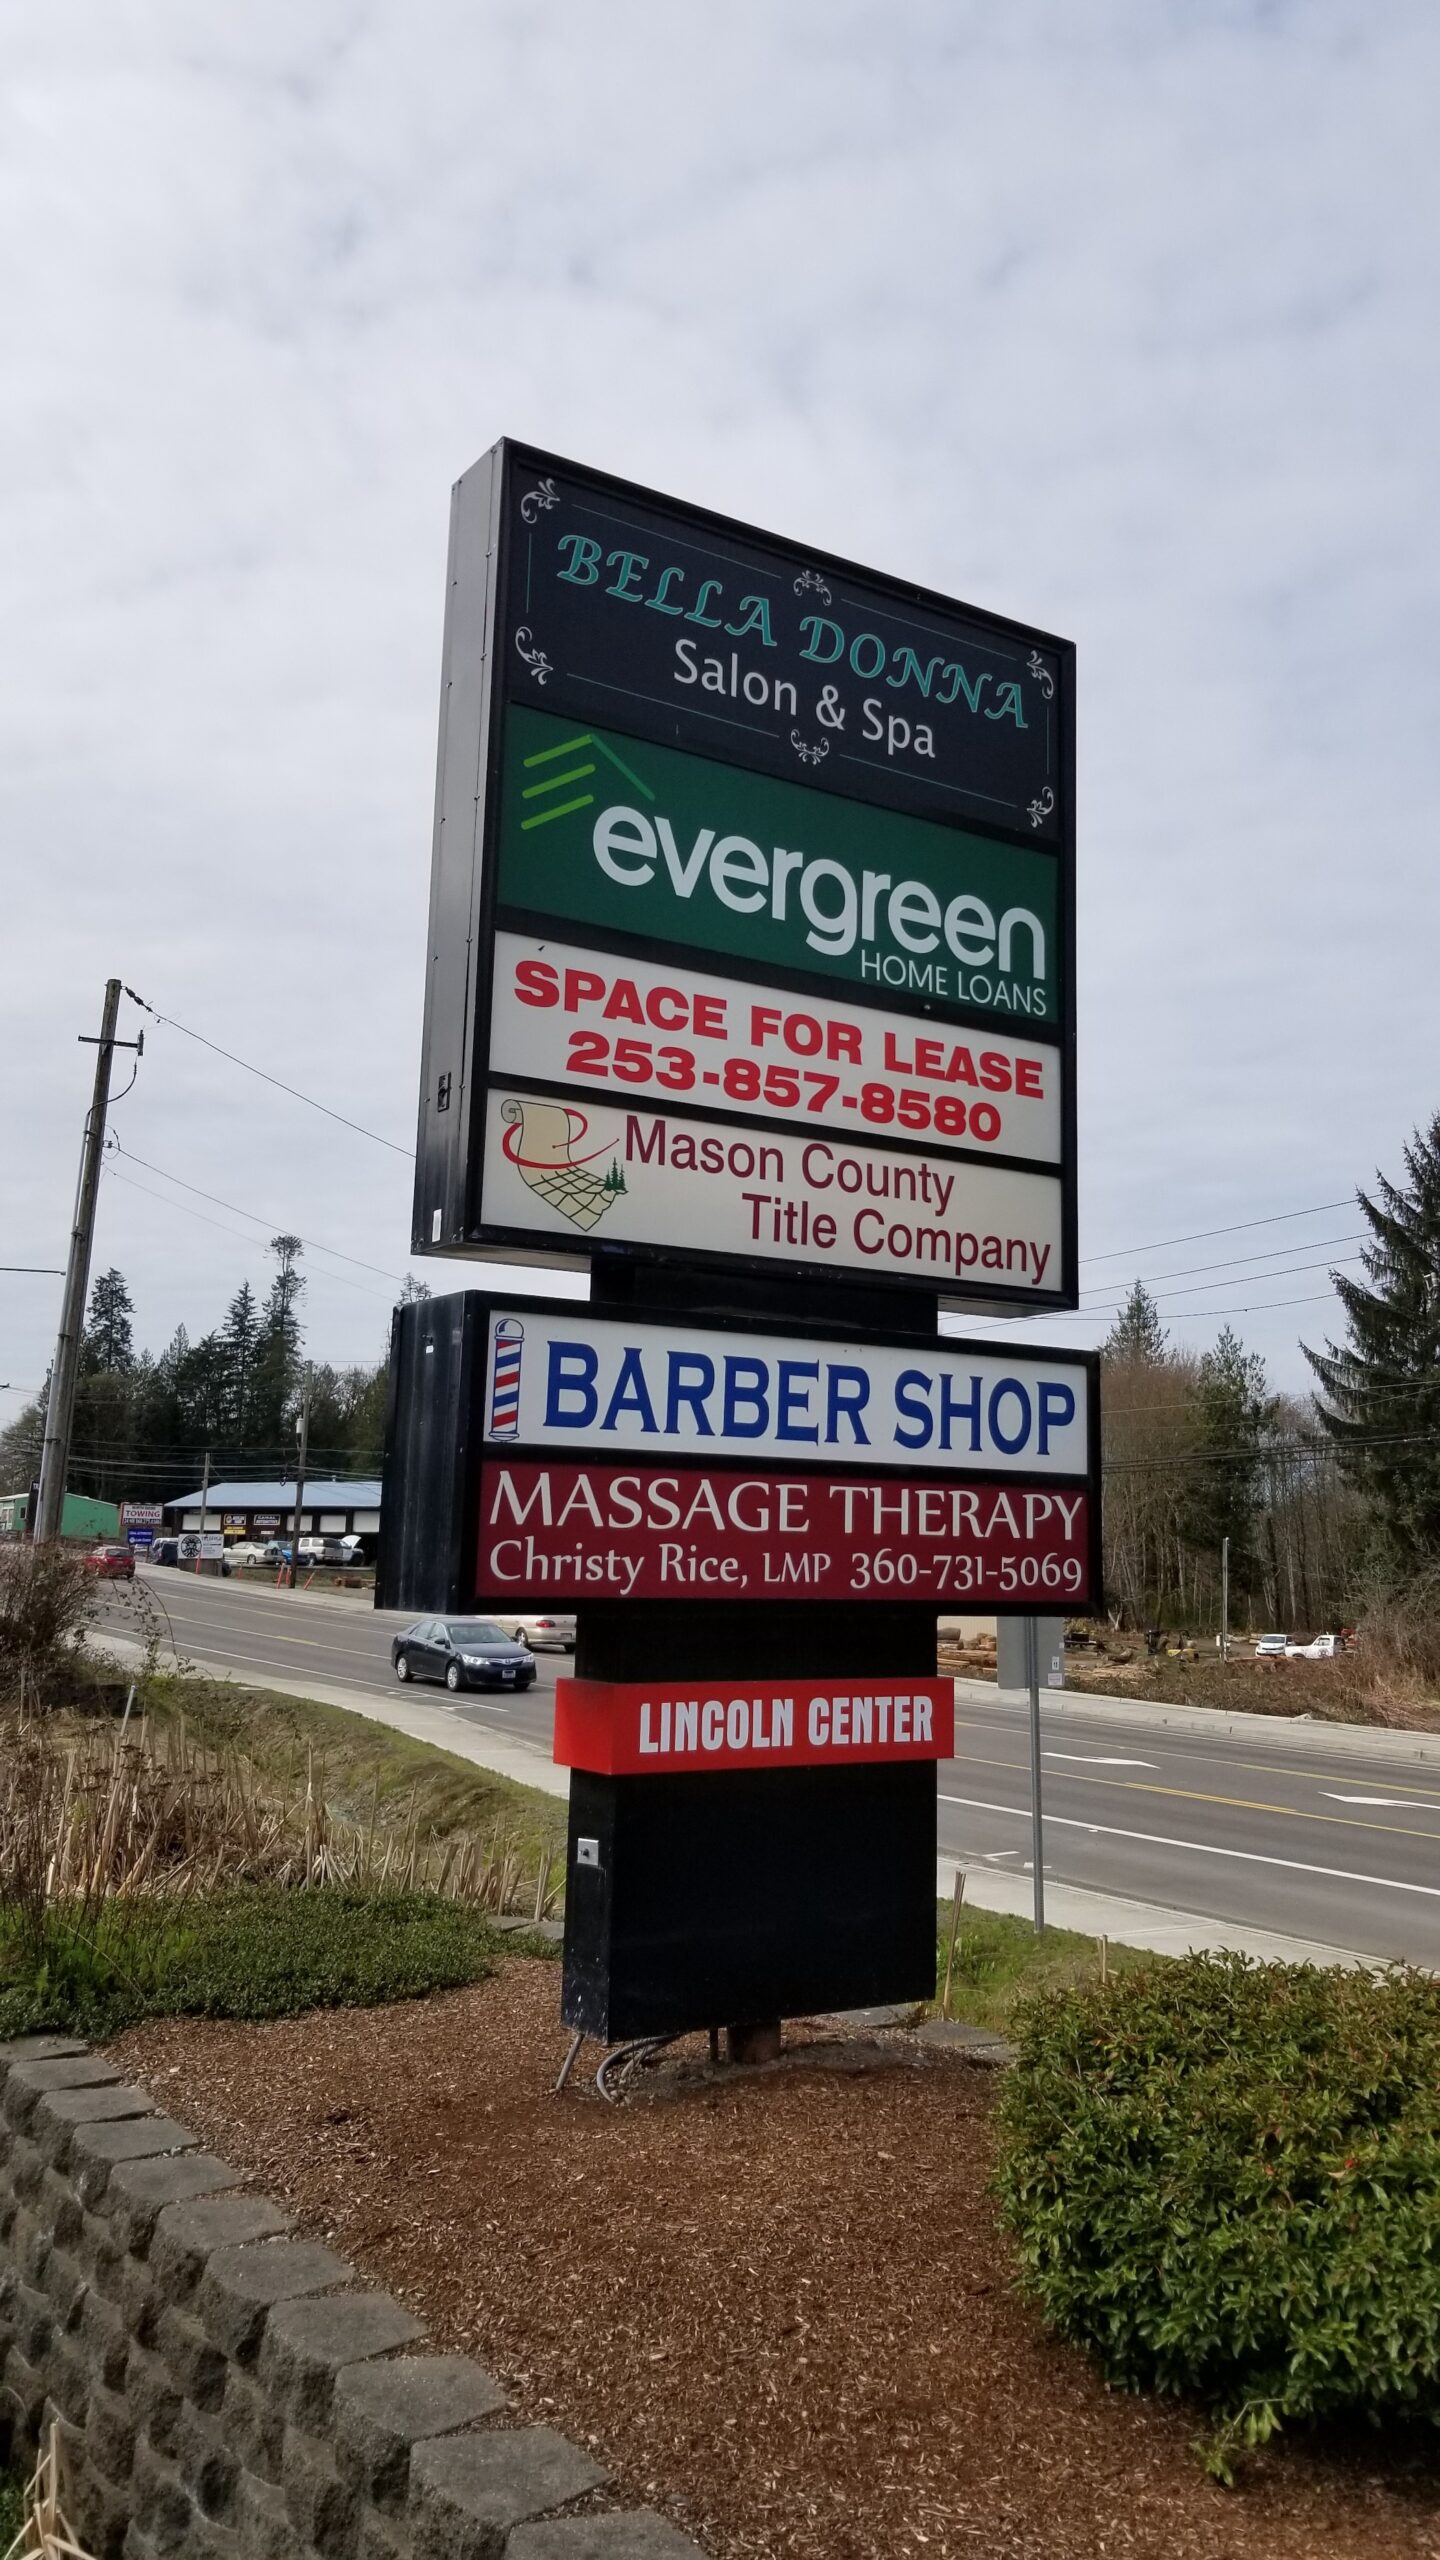 BELLA DONNA
Salon & Spa
evergreen
HOME LOANS
SPACE FOR LEASE
253-857-8580
Mason County
Title Company
BARBER SHOP
MASSAGE THERAPY
Christy Rice, LMP 360-731-5069
LINCOLN CENTER
TOWING